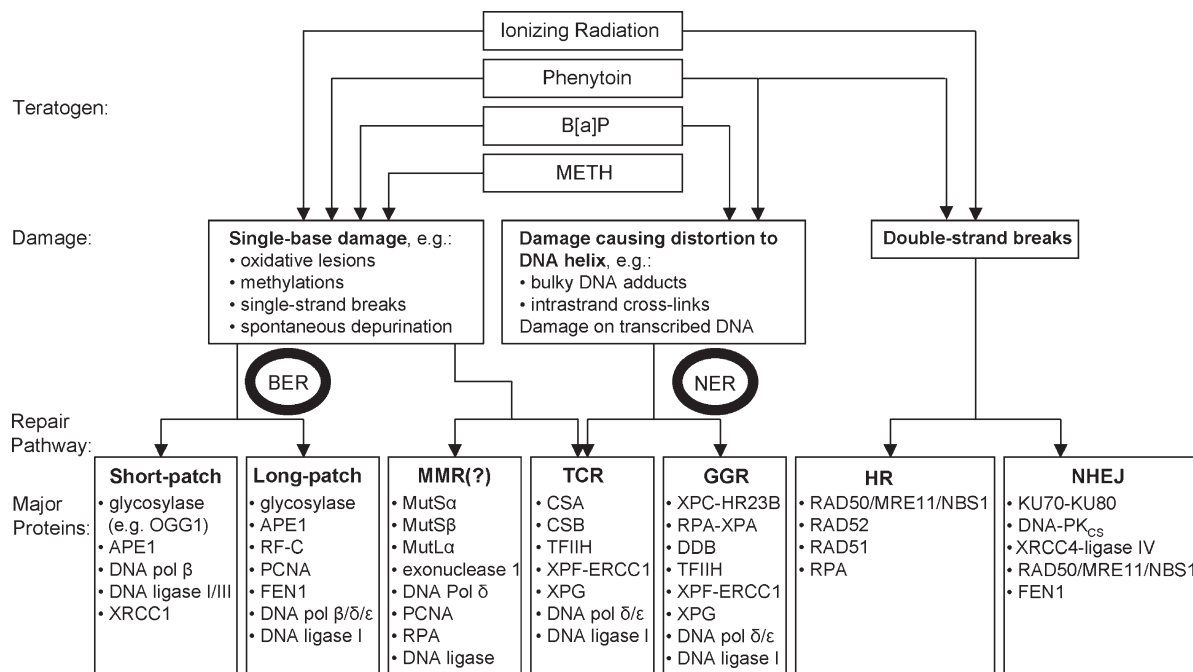 Teratogen:
Ionizing Radiation
Phenytoin
B[a]P
METH
Damage:
Single-base damage, e.g.:
• oxidative lesions
• methylations
• single-strand breaks
• spontaneous depurination
Damage causing distortion to
DNA helix, e.g.:
• bulky DNA adducts
• intrastrand cross-links
Damage on transcribed DNA
Double-strand breaks
BER
NER
Repair
Pathway:
Major
Proteins:
Short-patch
• glycosylase
(e.g. OGG1)
• APE1
• DNA pol β
• DNA ligase I/III
• XRCC1
Long-patch
• glycosylase
• APE1
• RF-C
• PCNA
• FEN1
• DNA pol β/δ/ε
• DNA ligase I
MMR(?)
• MutSα
• MutSβ
• MutLα
• exonuclease 1
• DNA Pol δ
• PCNA
• RPA
• DNA ligase
TCR
• CSA
• CSB
• TFIIH
• XPF-ERCC1
• XPG
• DNA pol δ/ε
• DNA ligase I
GGR
• XPC-HR23B
• RPA-XPA
• DDB
• TFIIH
• XPF-ERCC1
• XPG
• DNA pol δ/ε
• DNA ligase I
HR
• RAD50/MRE11/NBS1
• RAD52
• RAD51
• RPA
NHEJ
• KU70-KU80
• DNA-PKCS
• XRCC4-ligase IV
• RAD50/MRE11/NBS1
• FEN1